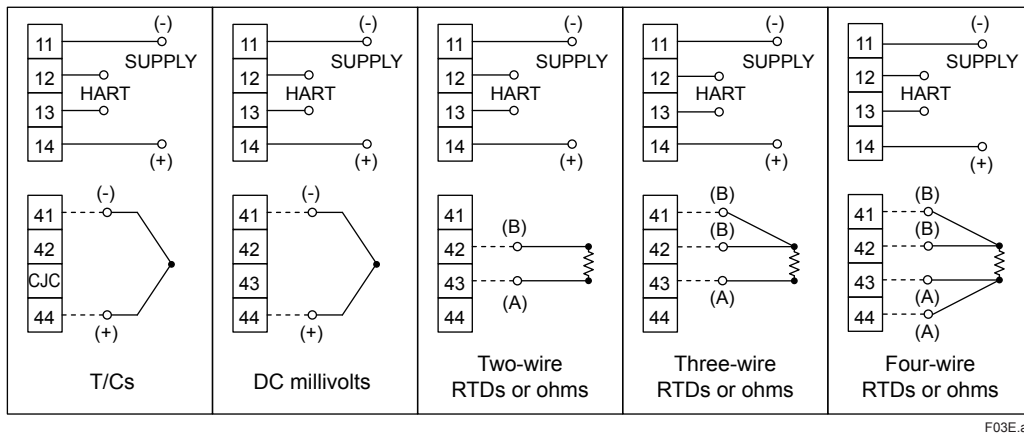 11
(-)
SUPPLY
12
HART
13
14
(+)
(-)
41
42
CJC
44
(+)
T/Cs
11
(-)
SUPPLY
12
HART
13
14
(+)
(-)
41
42
43
44
(+)
DC millivolts
11
(-)
SUPPLY
12
HART
13
14
(+)
41
(B)
42
43
(A)
44
Two-wire
RTDs or ohms
11
(-)
SUPPLY
12
HART
13
14
(+)
(B)
41
(B)
42
43
(A)
44
Three-wire
RTDs or ohms
11
(-)
SUPPLY
12
HART
13
14
(+)
(B)
41
(B)
42
43
(A)
44
(A)
Four-wire
RTDs or ohms
F03E.a